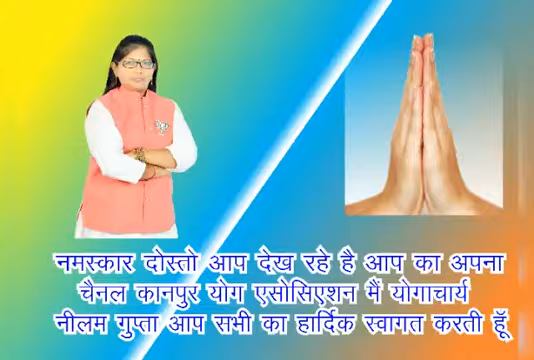 नमस्कार दोस्तो आप देख रहे है आप का अपना
चैनल कानपुर योग एसोसिएशन मैं योगाचार्य
नीलम गुप्ता आप सभी का हार्दिक स्वागत करती हूॅ